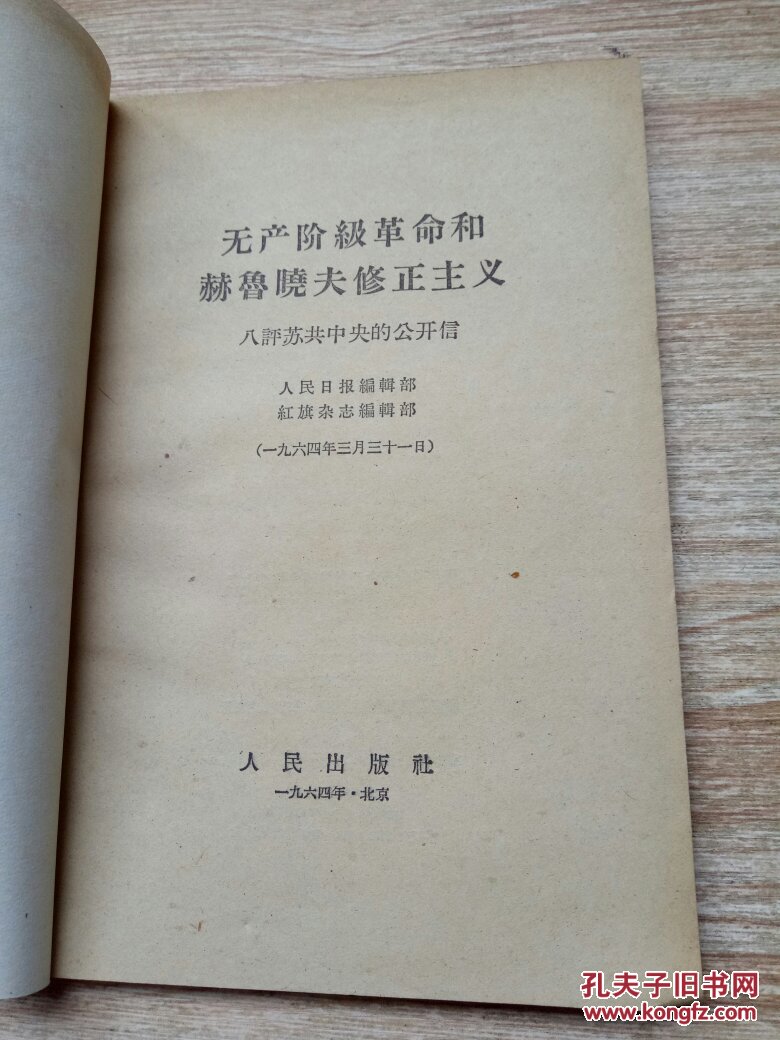 无产阶級革命和
赫魯曉夫修正主义
八評苏共中央的公开信
人民日报編輯部
紅旗杂志編輯部
(一九六四年三月三十一日)
人民出版社
一九六四年·北京
孔夫子旧书网
www.kongfz.com